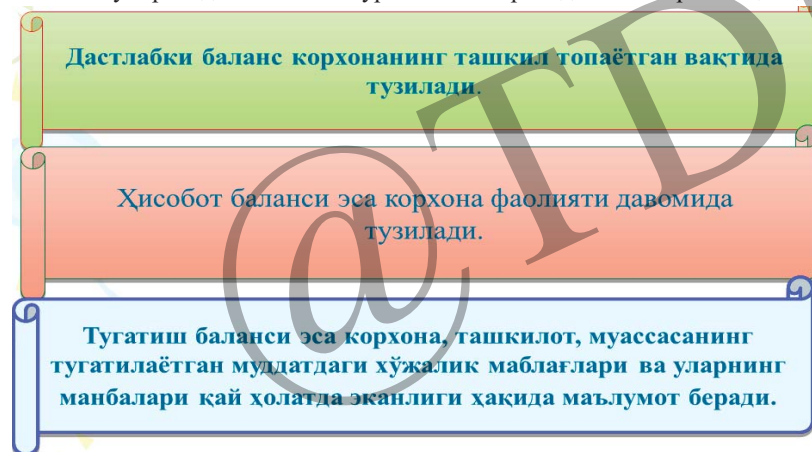 Дастлабки баланс корхонанинг ташкил топаётган вақтида
тузилади.
Ҳисобот баланси эса корхона фаолияти давомида
тузилади.
Тугатиш баланси эса корхона, ташкилот, муассасанинг
тугатилаётган муддатдаги хўжалик маблағлари ва уларнинг
манбалари қай ҳолатда эканлиги ҳақида маълумот беради.
@TD